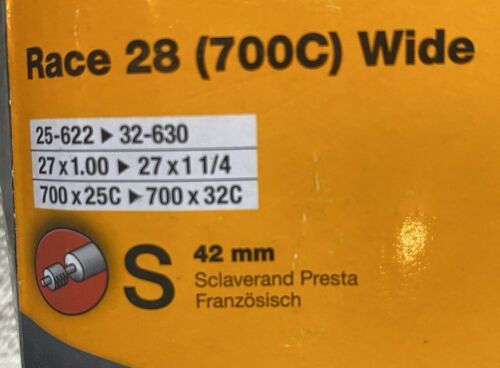 Race 28 (700C) Wide
25-622 ▶ 32-630
27 x 1.00 ▶ 27 x 1 1/4
700 x 25C ▶ 700 x 32C
S
42 mm
Sclaverand Presta
Französisch